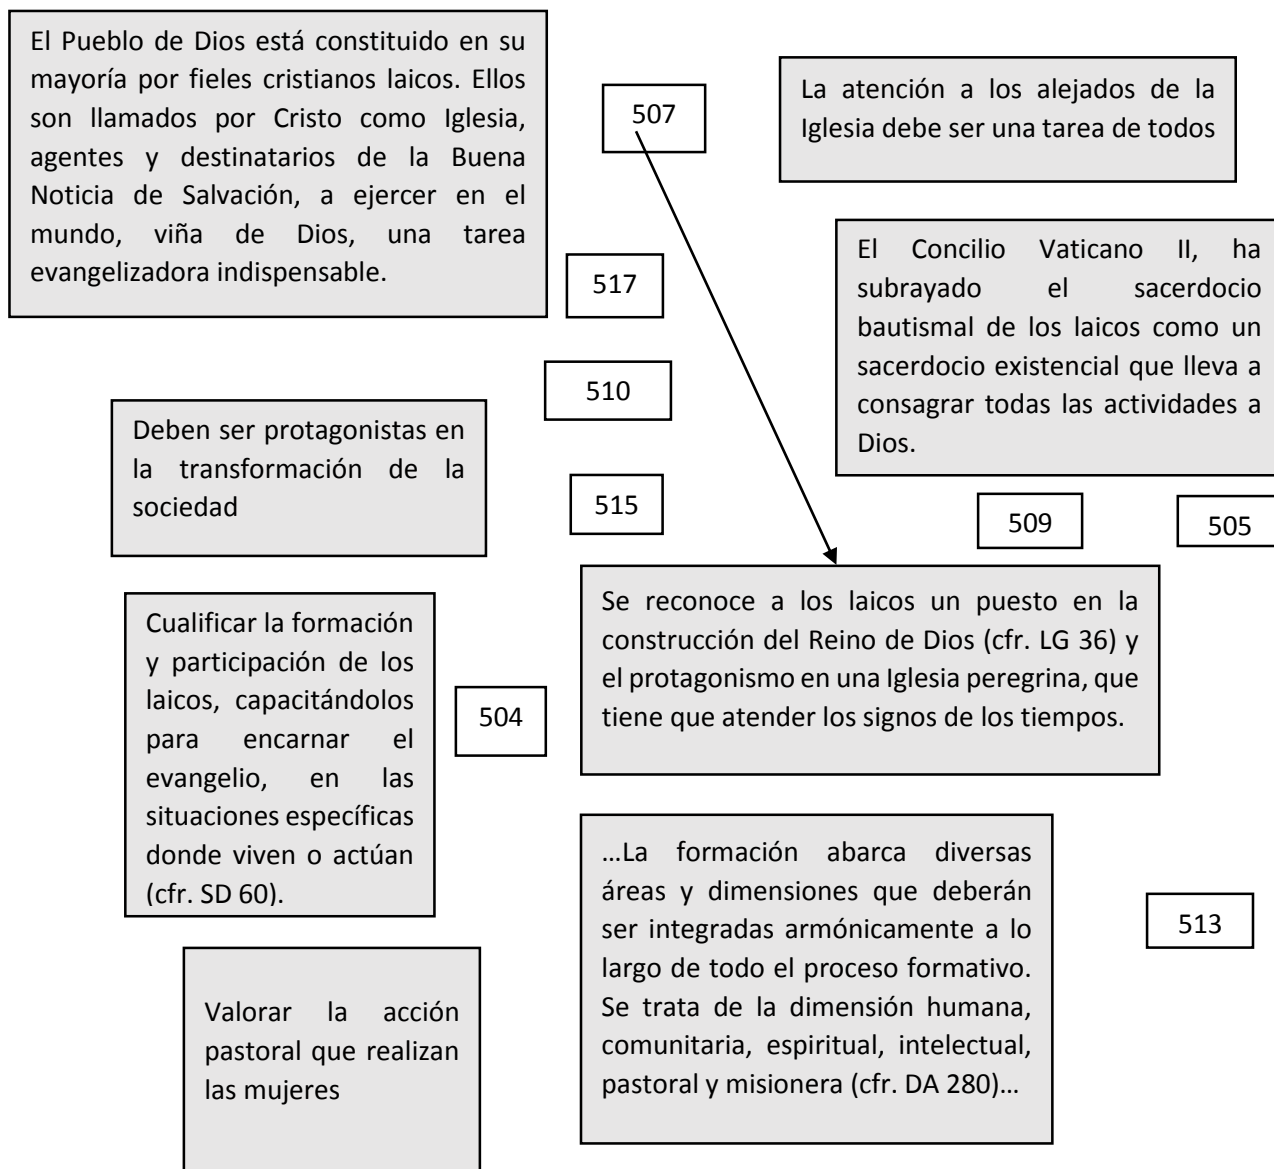 El Pueblo de Dios está constituido en su
mayoría por fieles cristianos laicos. Ellos
son llamados por Cristo como Iglesia,
agentes y destinatarios de la Buena
Noticia de Salvación, a ejercer en el
mundo, viña de Dios, una tarea
evangelizadora indispensable.
507
La atención a los alejados de la
Iglesia debe ser una tarea de todos
517
El Concilio Vaticano II, ha
subrayado el sacerdocio
bautismal de los laicos como un
sacerdocio existencial que lleva a
consagrar todas las actividades a
Dios.
510
Deben ser protagonistas en
la transformación de la
sociedad
515
509
505
Cualificar la formación
y participación de los
laicos, capacitándolos
para encarnar el
evangelio, en las
situaciones específicas
donde viven o actúan
(cfr. SD 60).
504
Se reconoce a los laicos un puesto en la
construcción del Reino de Dios (cfr. LG 36) y
el protagonismo en una Iglesia peregrina, que
tiene que atender los signos de los tiempos.
...La formación abarca diversas
áreas y dimensiones que deberán
ser integradas armónicamente a lo
largo de todo el proceso formativo.
Se trata de la dimensión humana,
comunitaria, espiritual, intelectual,
pastoral y misionera (cfr. DA 280)...
513
Valorar la acción
pastoral que realizan
las mujeres